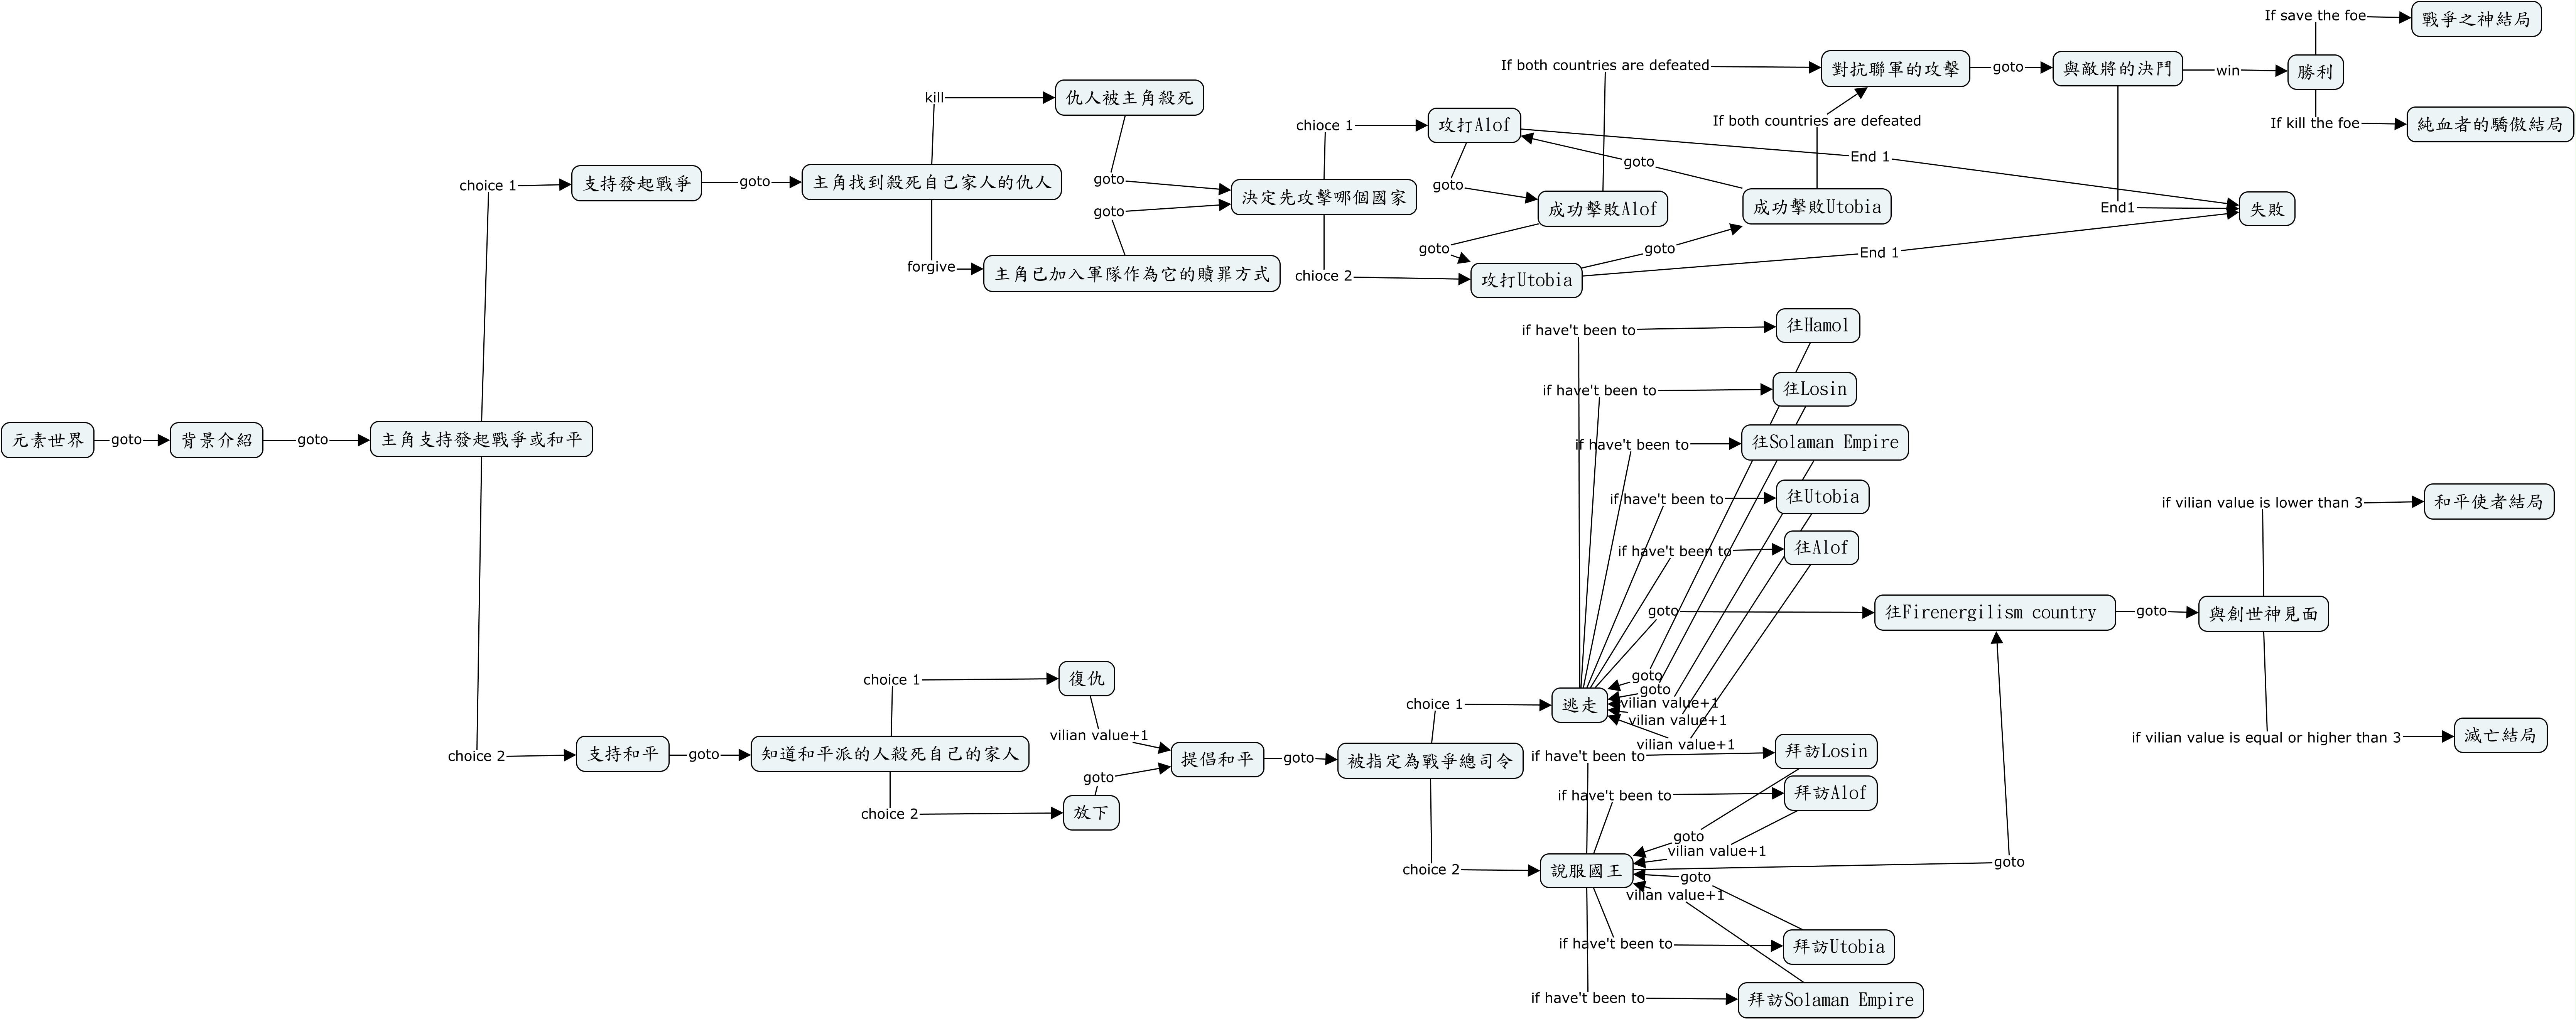 元素世界
goto
背景介紹
goto
主角支持發起戰爭或和平
choice 1
支持發起戰爭
goto
主角找到殺死自己家人的仇人
kill
仇人被主角殺死
goto
forgive
主角已加入軍隊作為它的贖罪方式
goto
決定先攻擊哪個國家
chioce 1
攻打Alof
goto
成功擊敗Alof
goto
chioce 2
攻打Utobia
goto
成功擊敗Utobia
goto
End 1
End 1
If both countries are defeated
If both countries are defeated
對抗聯軍的攻擊
goto
與敵將的決鬥
End1
失敗
win
勝利
If save the foe
戰爭之神結局
If kill the foe
純血者的驕傲結局
choice 2
支持和平
goto
知道和平派的人殺死自己的家人
choice 1
復仇
vilian value+1
choice 2
放下
goto
提倡和平
goto
被指定為戰爭總司令
choice 1
逃走
if have't been to
往Hamol
if have't been to
往Losin
if have't been to
往Solaman Empire
if have't been to
往Utobia
if have't been to
往Alof
goto
goto
goto
vilian value+1
vilian value+1
vilian value+1
choice 2
說服國王
if have't been to
拜訪Losin
if have't been to
拜訪Alof
goto
vilian value+1
goto
vilian value+1
if have't been to
拜訪Utobia
if have't been to
拜訪Solaman Empire
goto
往Firenergilism country
goto
與創世神見面
if vilian value is lower than 3
和平使者結局
if vilian value is equal or higher than 3
滅亡結局